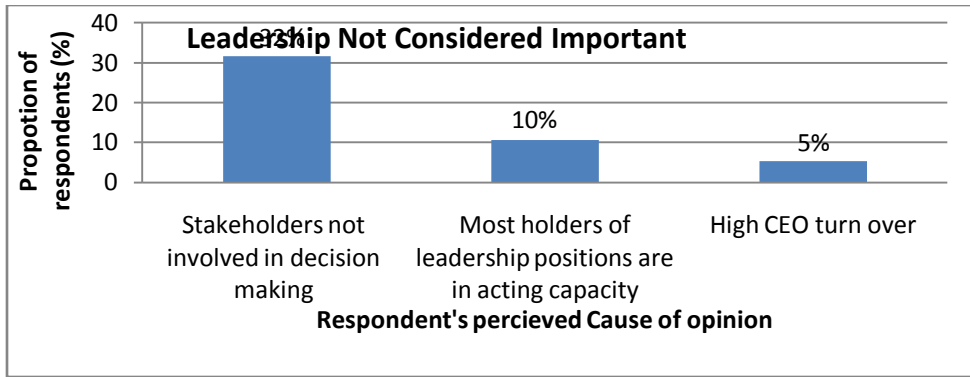 Leadership Not Considered Important
Propotion of
respondents (%)
40
30
20
10
0
32%
10%
5%
Stakeholders not
involved in decision
making
Most holders of
leadership positions are
in acting capacity
High CEO turn over
Respondent's percieved Cause of opinion